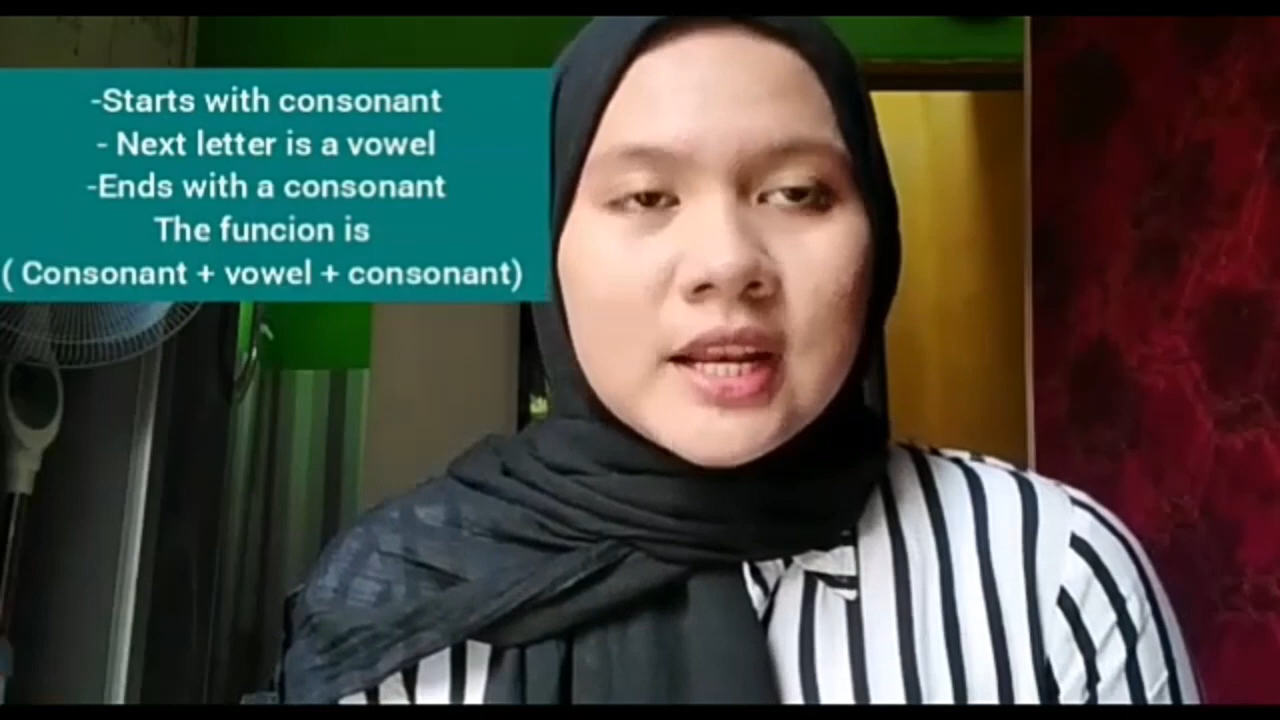 -Starts with consonant
- Next letter is a vowel
-Ends with a consonant
The funcion is
( Consonant + vowel + consonant)